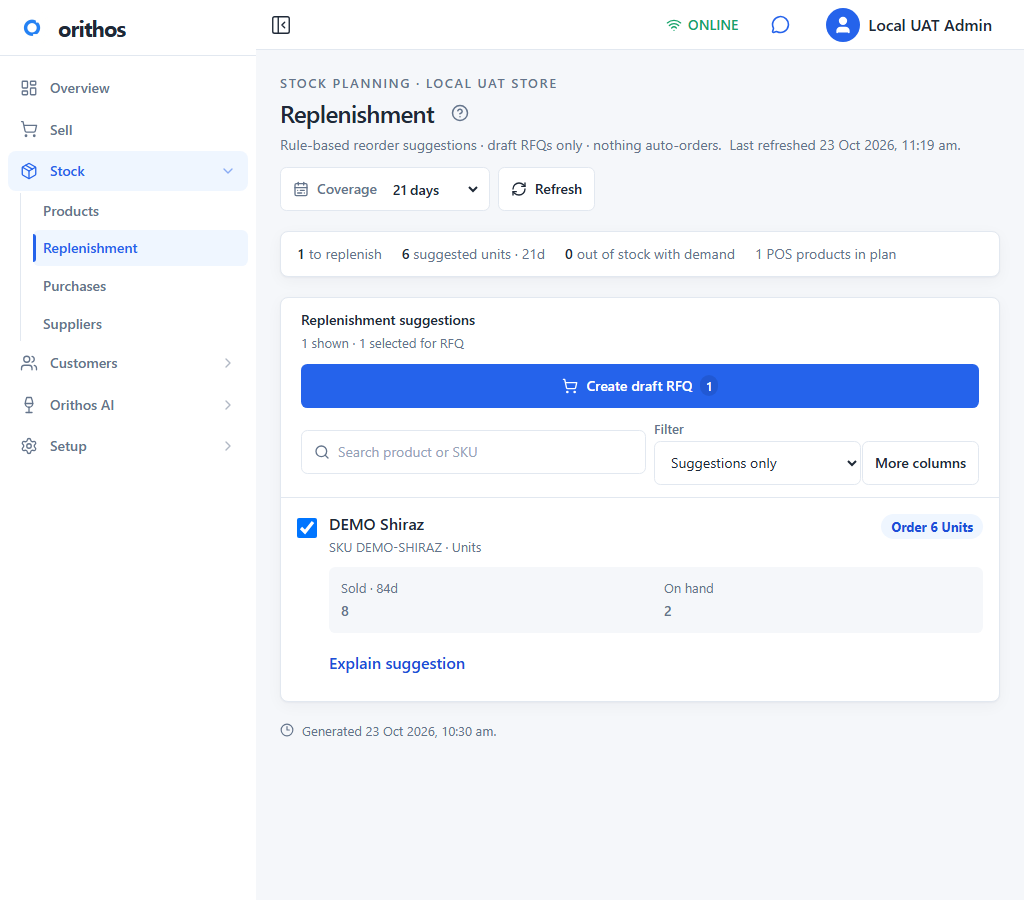 orithos
ONLINE
Local UAT Admin
Overview
Sell
Stock
Products
Replenishment
Purchases
Suppliers
Customers
Orithos AI
Setup
STOCK PLANNING · LOCAL UAT STORE
Replenishment
Rule-based reorder suggestions · draft RFQs only · nothing auto-orders. Last refreshed 23 Oct 2026, 11:19 am.
Coverage 21 days
Refresh
1 to replenish 6 suggested units · 21d 0 out of stock with demand 1 POS products in plan
Replenishment suggestions
1 shown · 1 selected for RFQ
Create draft RFQ 1
Filter
Search product or SKU
Suggestions only
More columns
DEMO Shiraz
Order 6 Units
SKU DEMO-SHIRAZ · Units
Sold · 84d On hand
8 2
Explain suggestion
Generated 23 Oct 2026, 10:30 am.